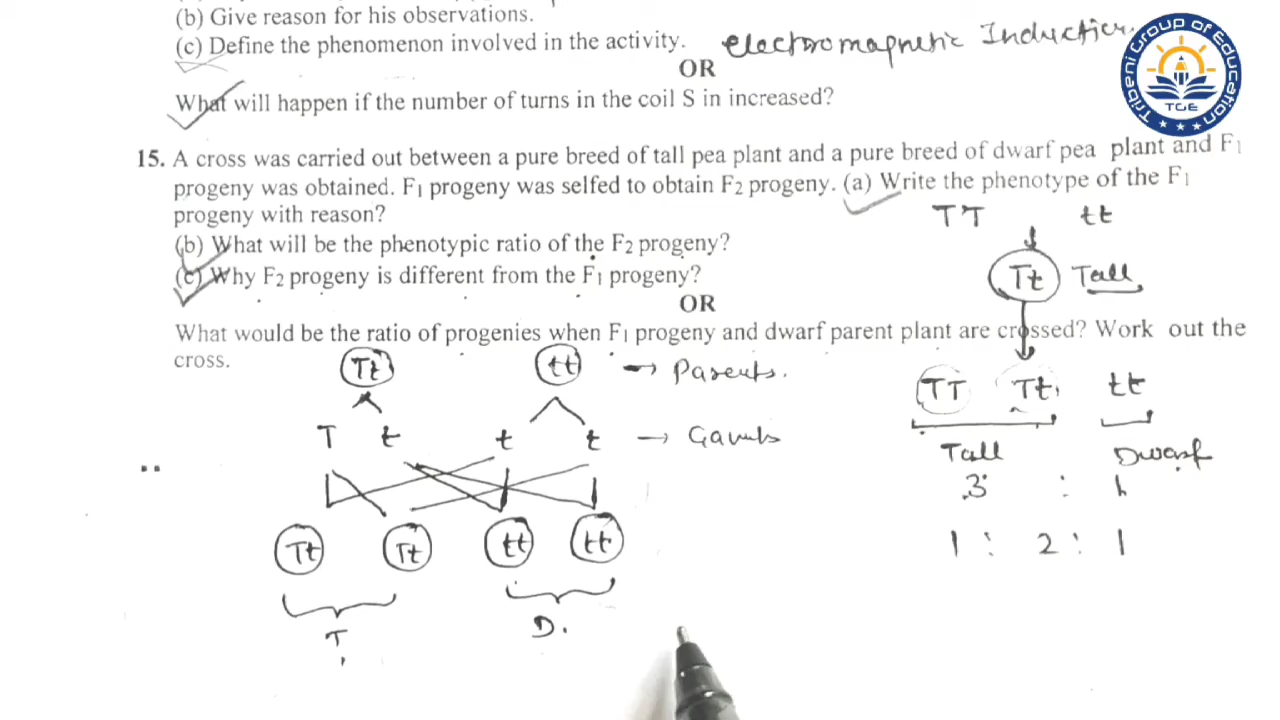 (b) Give reason for his observations.
(c) Define the phenomenon involved in the activity. electromagnetic Induction.
OR
What will happen if the number of turns in the coil S in increased?
Tribeni Group of Education
TGE
15. A cross was carried out between a pure breed of tall pea plant and a pure breed of dwarf pea plant and F1
progeny was obtained. F1 progeny was selfed to obtain F2 progeny. (a) Write the phenotype of the F1
progeny with reason?
TT tt
(b) What will be the phenotypic ratio of the F2 progeny?
(c) Why F2 progeny is different from the F1 progeny?
Tt Tall
OR
What would be the ratio of progenies when F1 progeny and dwarf parent plant are crossed? Work out the
cross.
Tt tt → Parents.
TT Tt tt
T t t t →
Tall Dwarf
3 : 1
Tt Tt tt tt
1 : 2 : 1
T D.